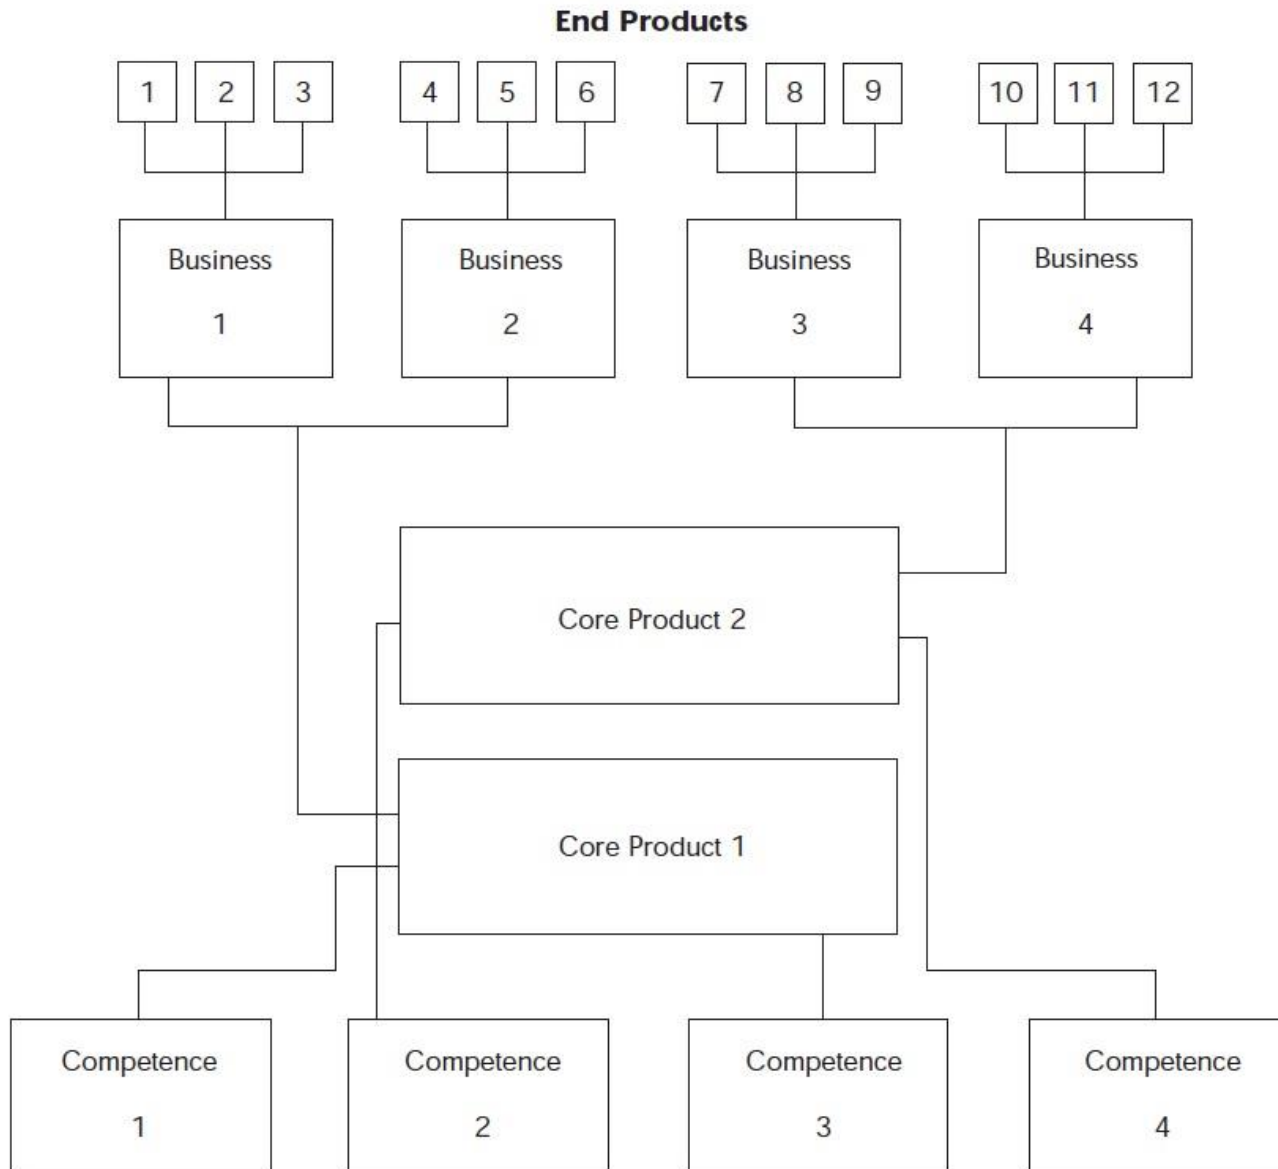 End Products
1 2 3 4 5 6 7 8 9 10 11 12
Business Business Business Business
1 2 3 4
Core Product 2
Core Product 1
Competence Competence Competence Competence
1 2 3 4